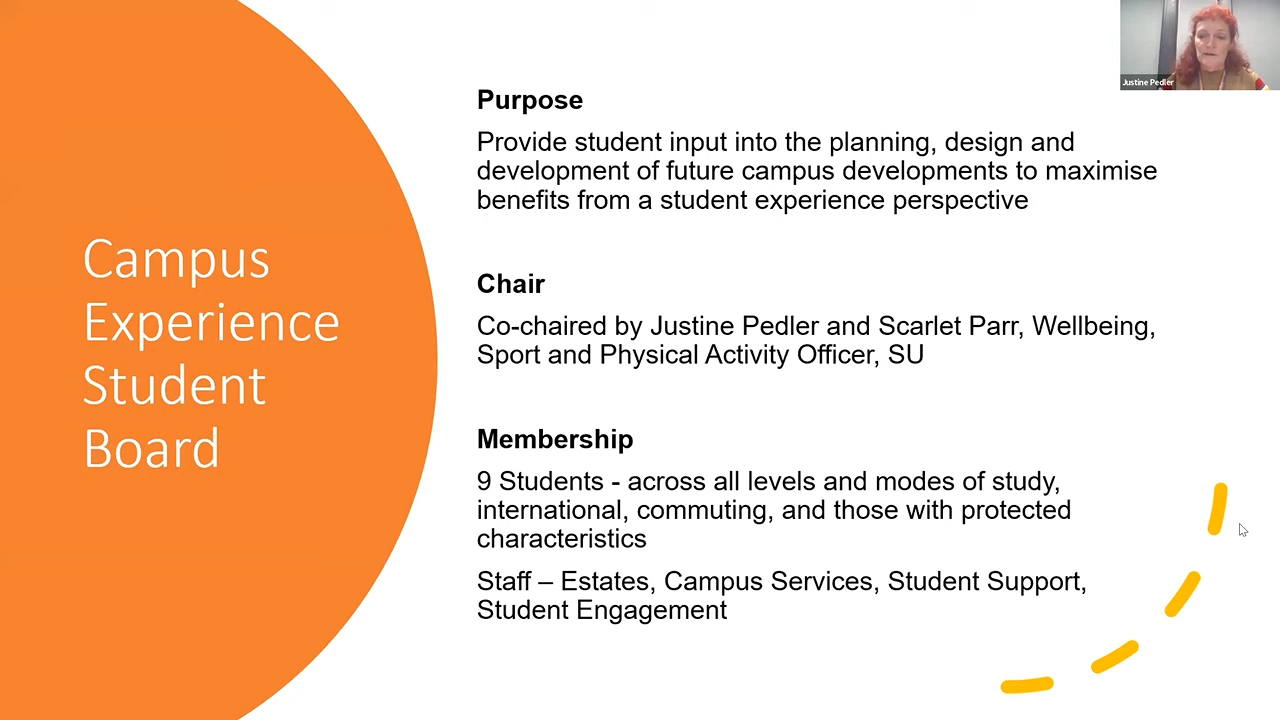 Campus
Experience
Student
Board
Purpose
Provide student input into the planning, design and
development of future campus developments to maximise
benefits from a student experience perspective
Chair
Co-chaired by Justine Pedler and Scarlet Parr, Wellbeing,
Sport and Physical Activity Officer, SU
Membership
9 Students - across all levels and modes of study,
international, commuting, and those with protected
characteristics
Staff – Estates, Campus Services, Student Support,
Student Engagement
Justine Pedler